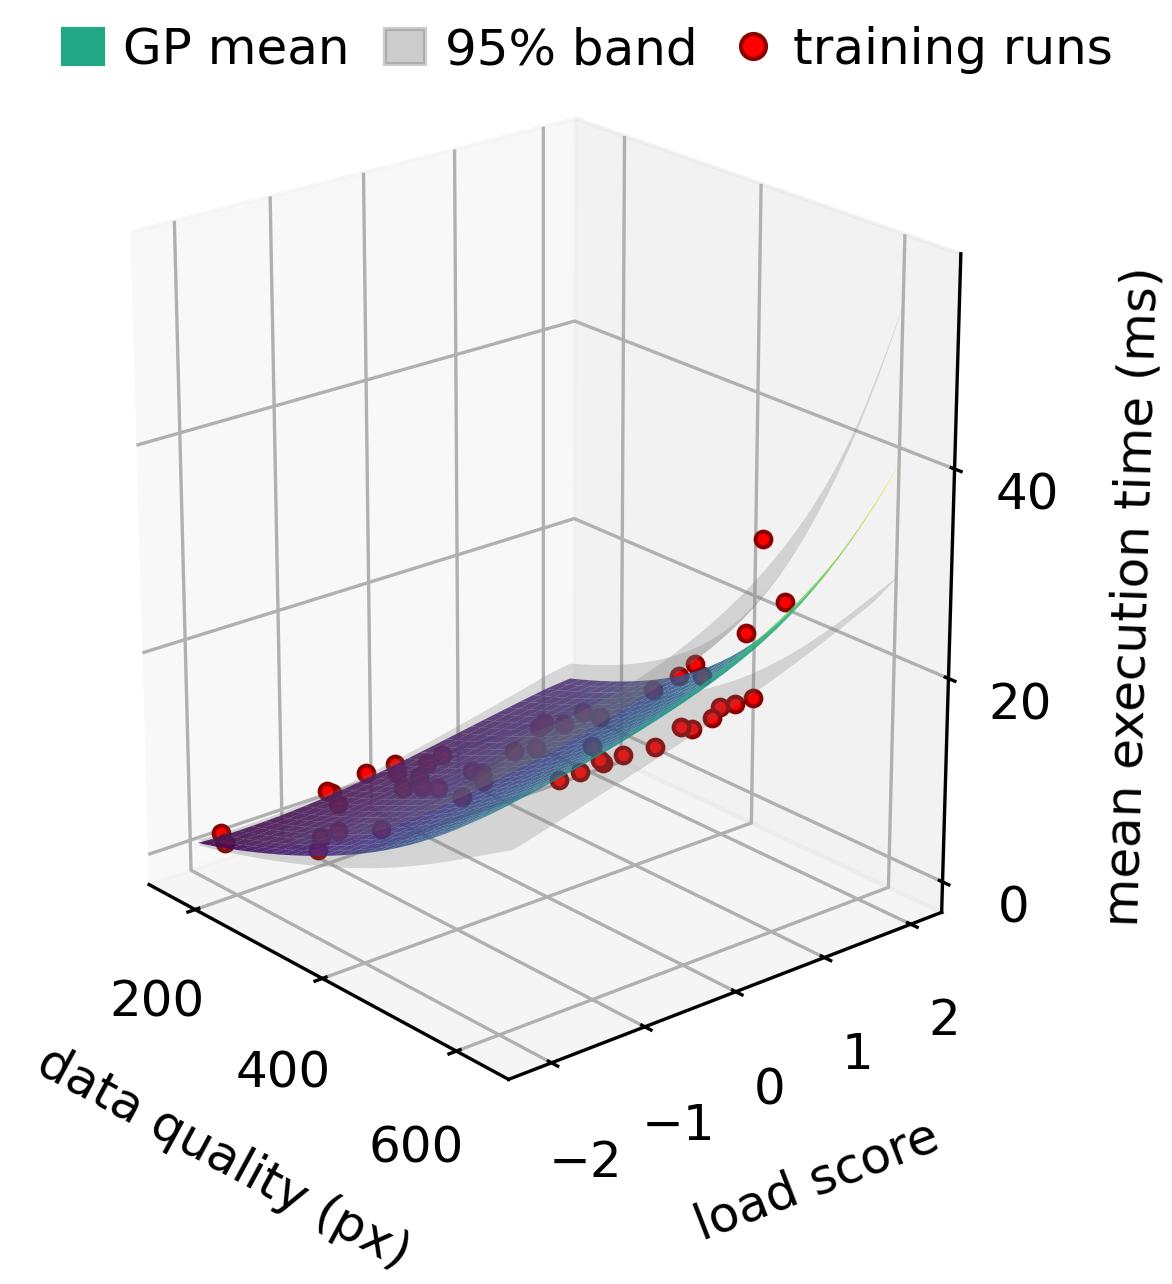 GP mean 95% band training runs
40
20
0
mean execution time (ms)
200
400
600
data quality (px)
−2
−1
0
1
2
load score